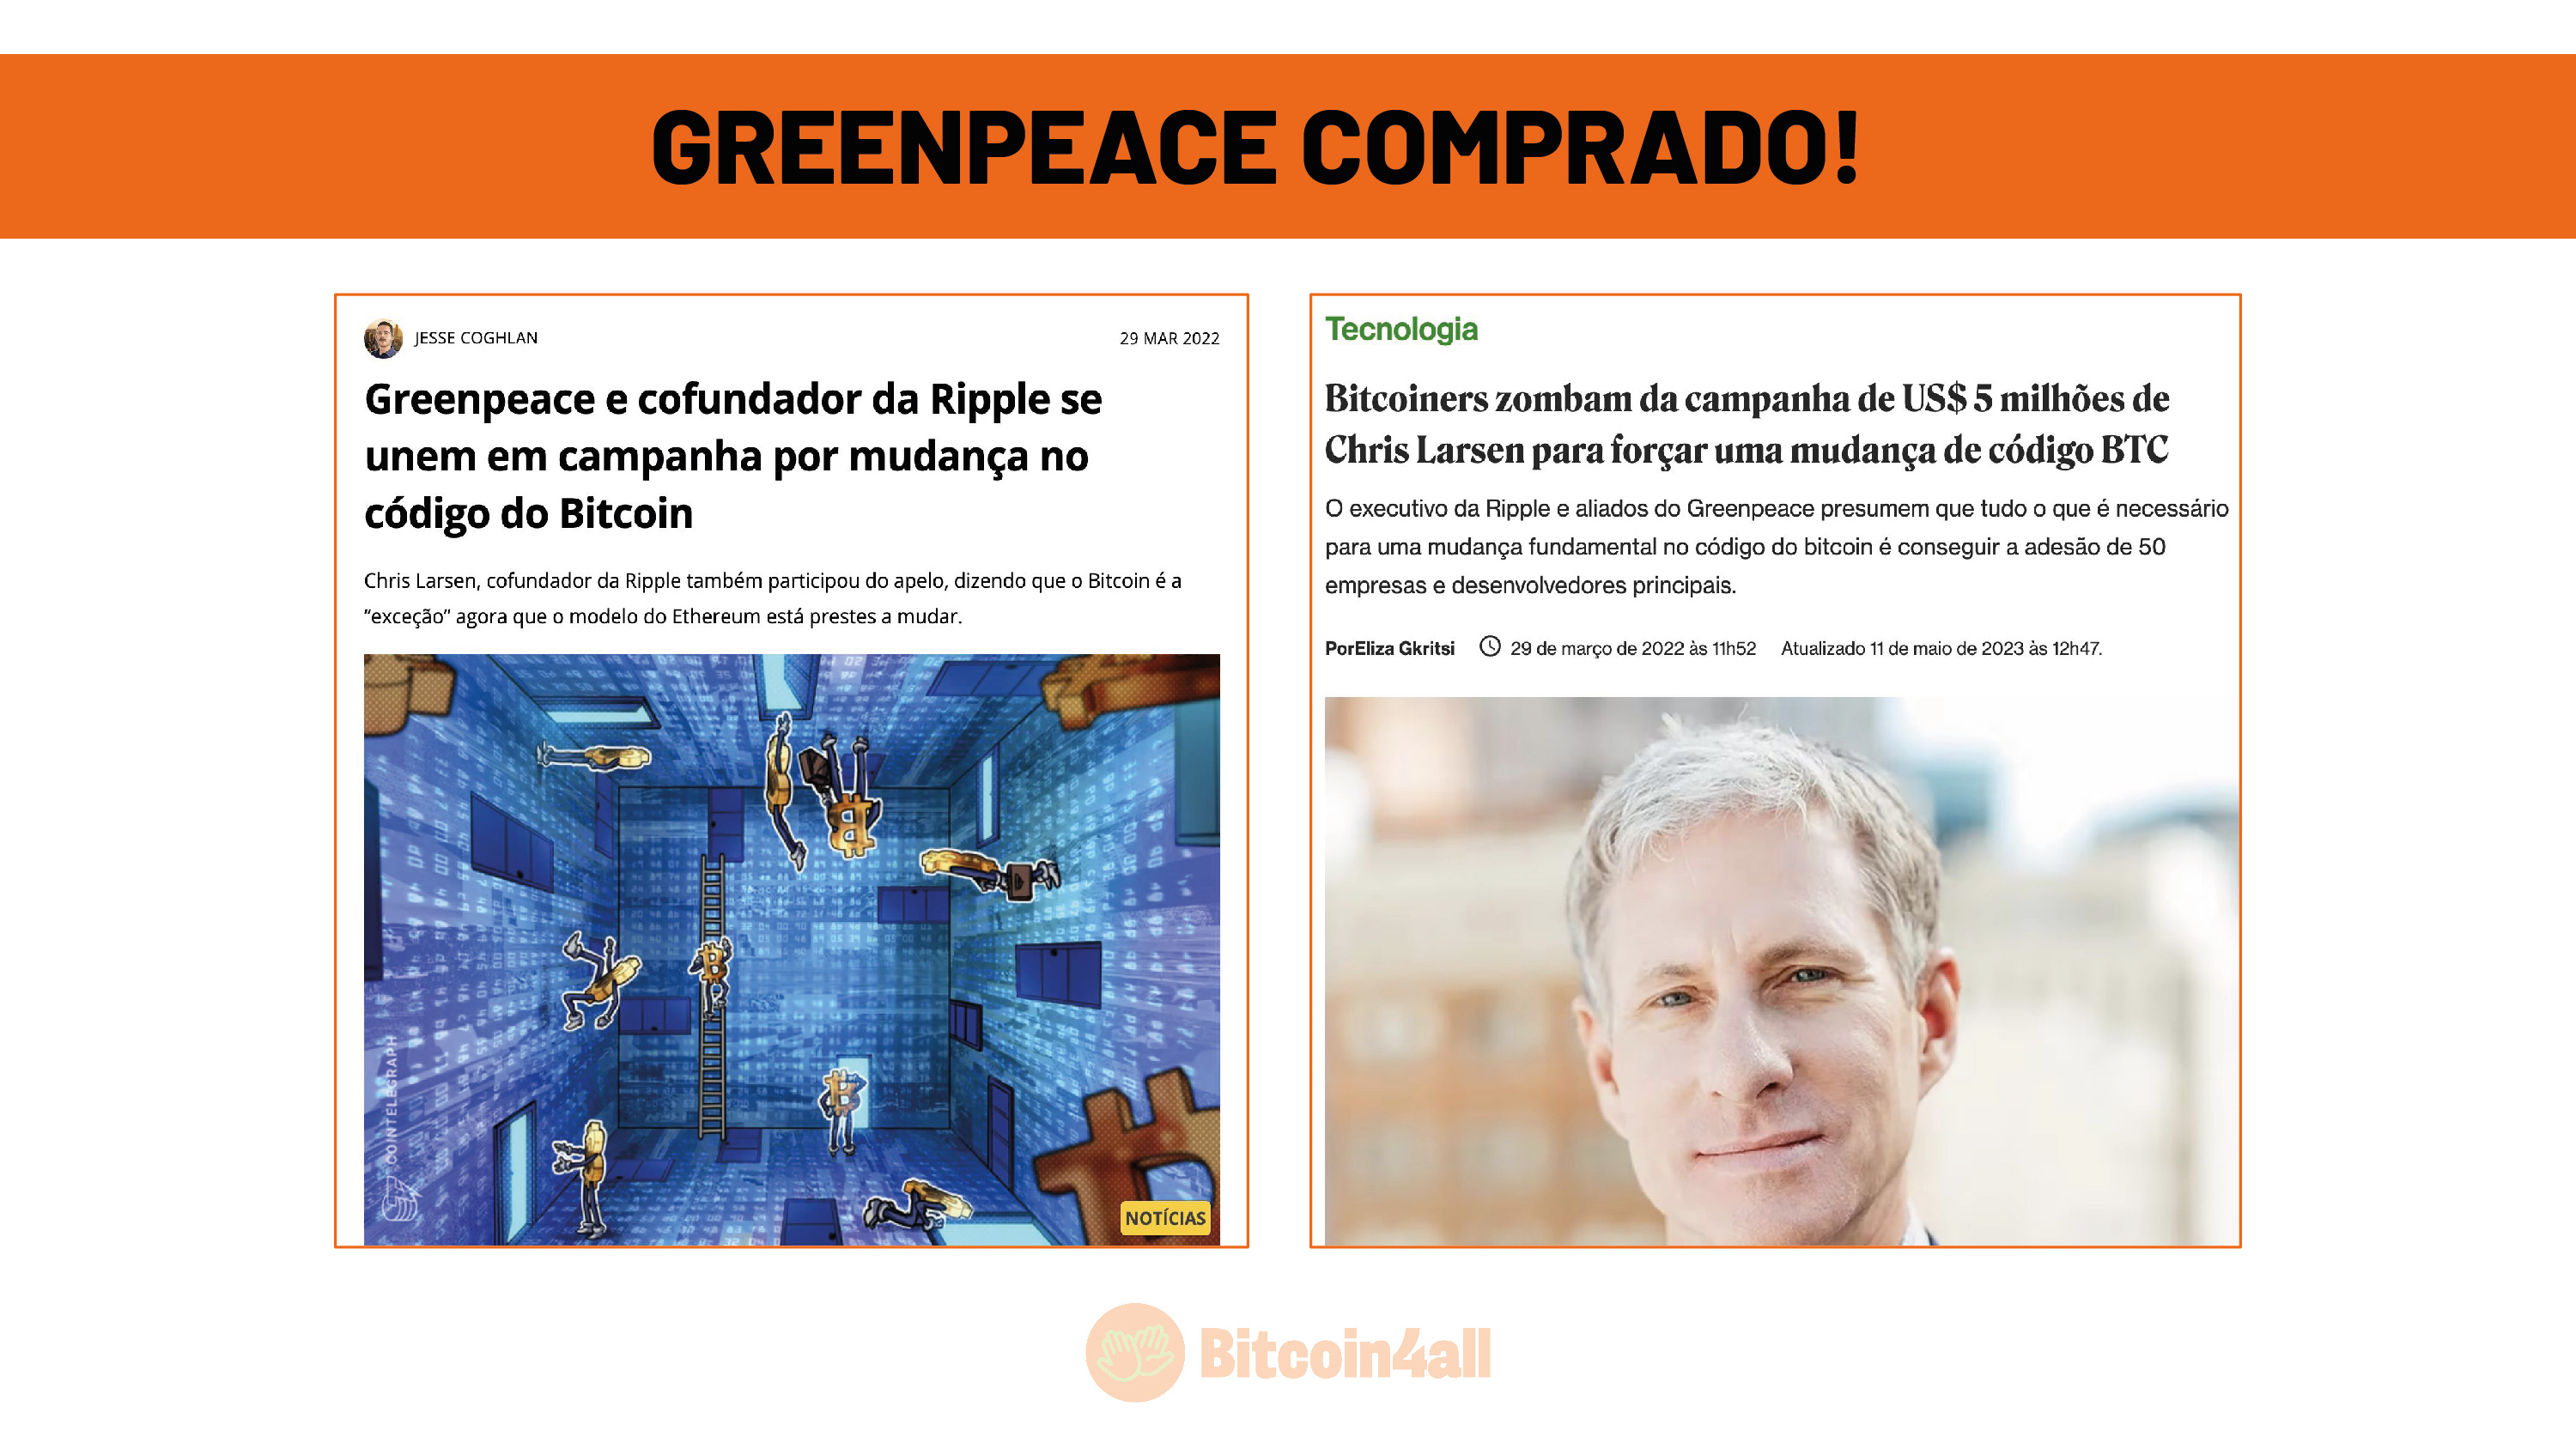 GREENPEACE COMPRADO!
JESSE COGHLAN
29 MAR 2022
Greenpeace e cofundador da Ripple se
unem em campanha por mudança no
código do Bitcoin
Chris Larsen, cofundador da Ripple também participou do apelo, dizendo que o Bitcoin é a
“exceção” agora que o modelo do Ethereum está prestes a mudar.
COINTELEGRAPH
NOTÍCIAS
Tecnologia
Bitcoiners zombam da campanha de US$ 5 milhões de
Chris Larsen para forçar uma mudança de código BTC
O executivo da Ripple e aliados do Greenpeace presumem que tudo o que é necessário
para uma mudança fundamental no código do bitcoin é conseguir a adesão de 50
empresas e desenvolvedores principais.
PorEliza Gkritsi 29 de março de 2022 às 11h52 Atualizado 11 de maio de 2023 às 12h47.
Bitcoin4all